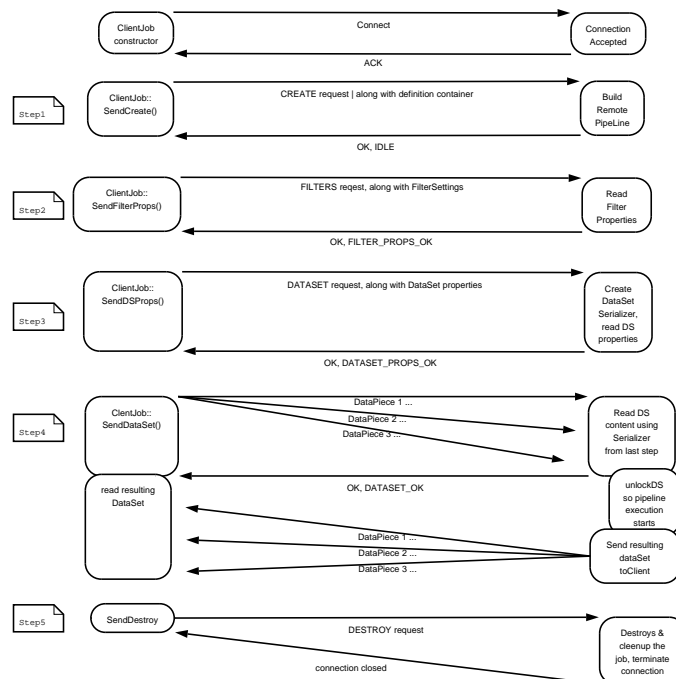 ClientJob
constructor
Connect
Connection
Accepted
ACK
Step1
ClientJob::
SendCreate()
CREATE request | along with definition container
Build
Remote
PipeLine
OK, IDLE
Step2
ClientJob::
SendFilterProps()
FILTERS reqest, along with FilterSettings
Read
Filter
Properties
OK, FILTER_PROPS_OK
Step3
ClientJob::
SendDSProps()
DATASET request, along with DataSet properties
Create
DataSet
Serializer,
read DS
properties
OK, DATASET_PROPS_OK
Step4
ClentJob::
SendDataSet()
DataPiece 1 ...
DataPiece 2 ...
DataPiece 3 ...
Read DS
content using
Serializer
from last step
OK, DATASET_OK
read resulting
DataSet
unlockDS
so pipeline
execution
starts
DataPiece 1 ...
DataPiece 2 ...
DataPiece 3 ...
Send resulting
dataSet
toClient
Step5
SendDestroy
DESTROY request
Destroys &
cleenup the
job, terminate
connection
connection closed